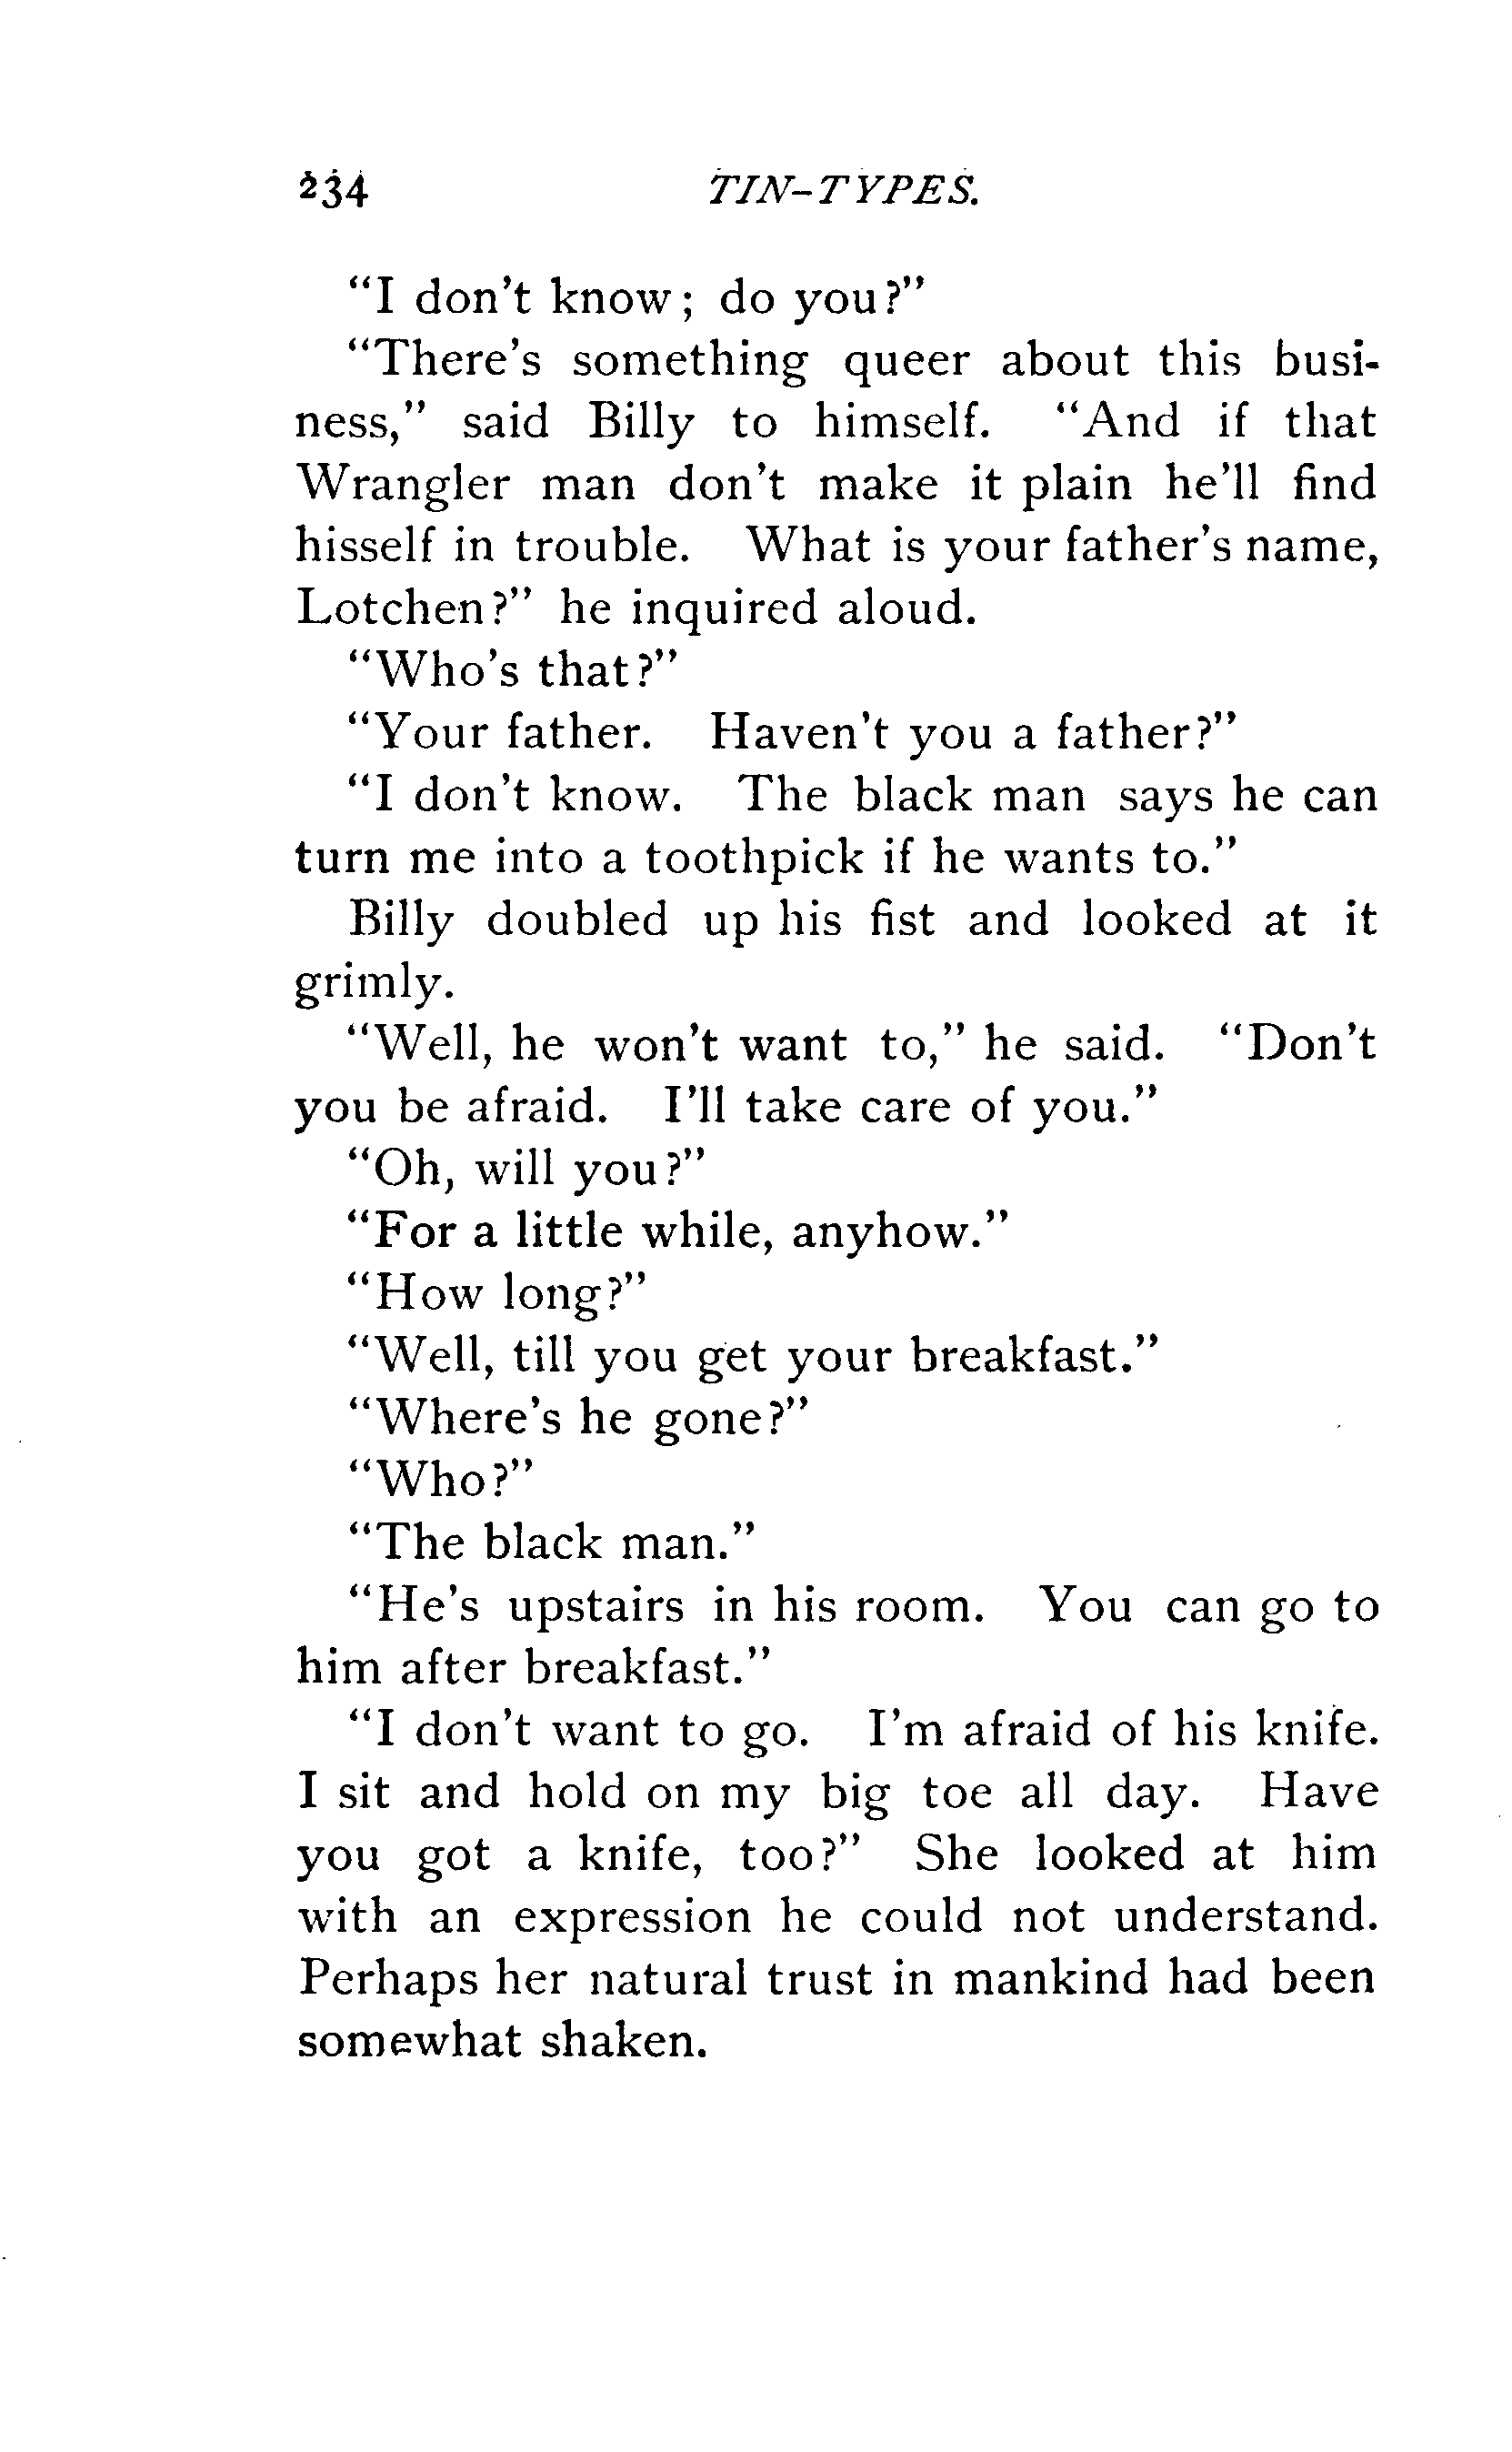 234 TIN-TYPES.
"I don't know; do you?"
"There's something queer about this busi-
ness," said Billy to himself. "And if that
Wrangler man don't make it plain he'll find
hisself in trouble. What is your father's name,
Lotchen?" he inquired aloud.
"Who's that?"
"Your father. Haven't you a father?"
"I don't know. The black man says he can
turn me into a toothpick if he wants to."
Billy doubled up his fist and looked at it
grimly.
"Well, he won't want to," he said. "Don't
you be afraid. I'll take care of you."
"Oh, will you?"
"For a little while, anyhow."
"How long?"
"Well, till you get your breakfast."
"Where's he gone?"
"Who?"
"The black man."
"He's upstairs in his room. You can go to
him after breakfast."
"I don't want to go. I'm afraid of his knife.
I sit and hold on my big toe all day. Have
you got a knife, too?" She looked at him
with an expression he could not understand.
Perhaps her natural trust in mankind had been
somewhat shaken.